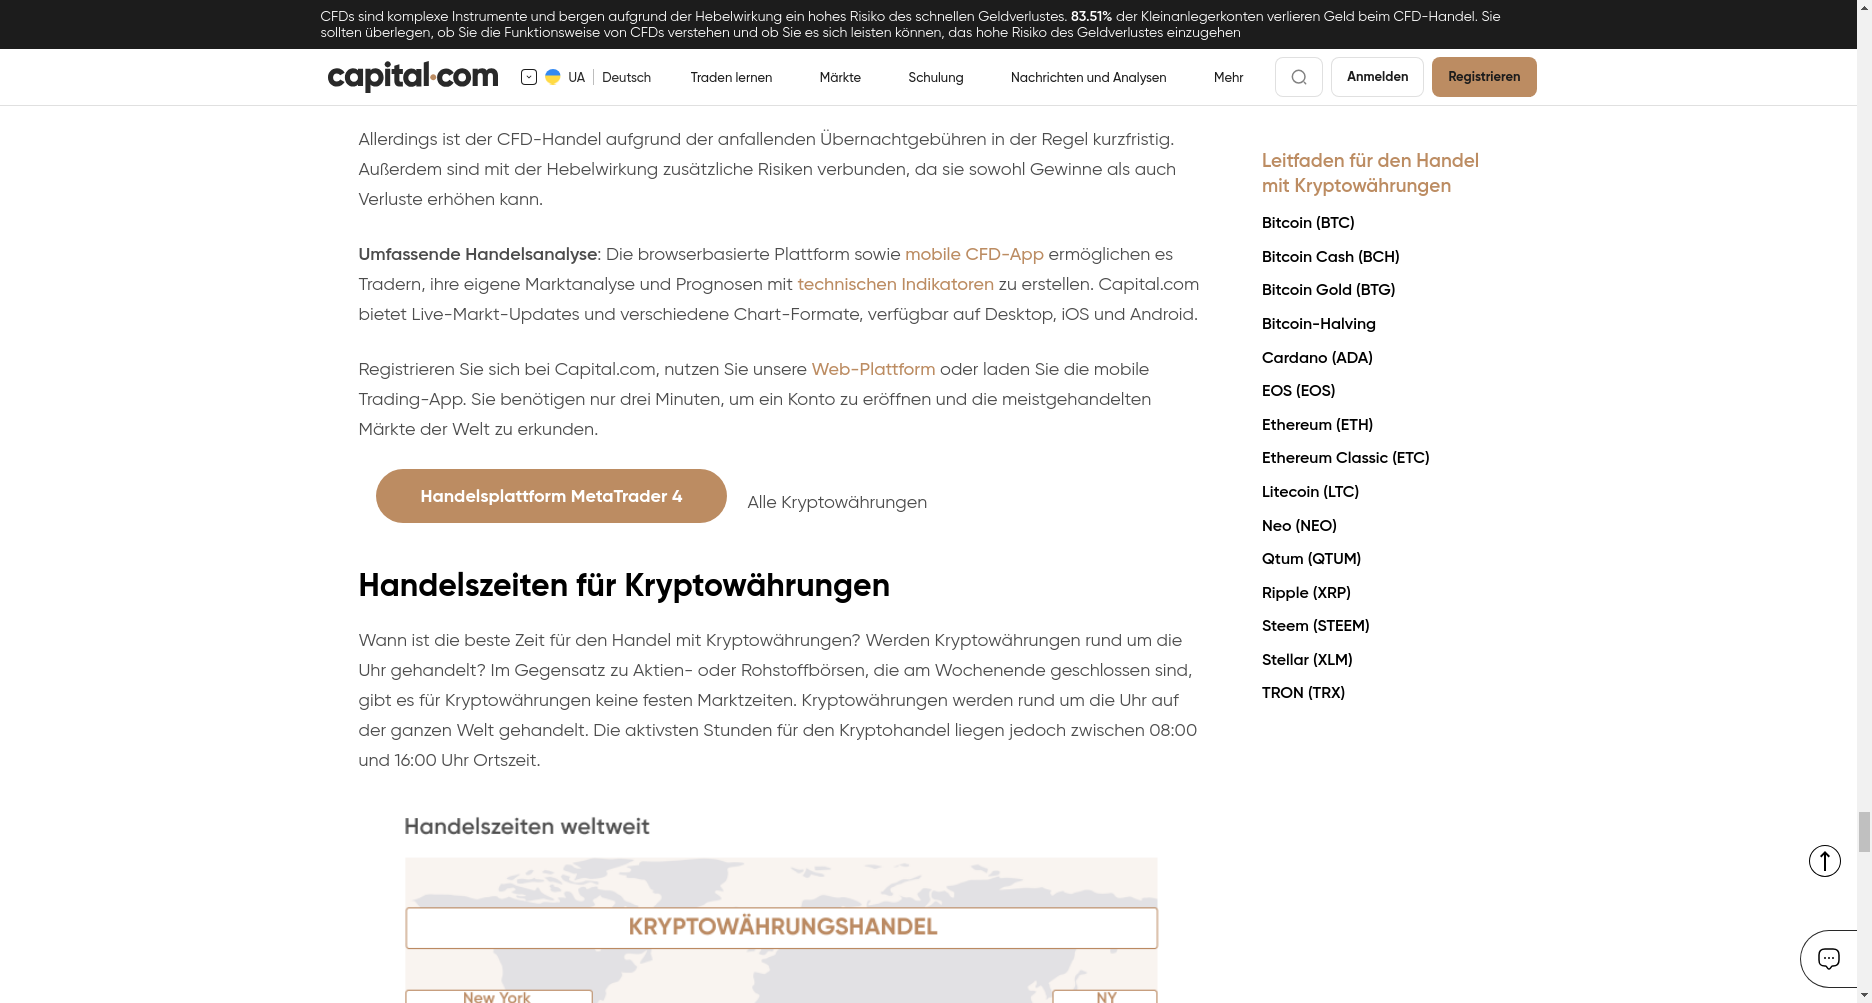 CFDs sind komplexe Instrumente und bergen aufgrund der Hebelwirkung ein hohes Risiko des schnellen Geldverlustes. 83.51% der Kleinanlegerkonten verlieren Geld beim CFD-Handel. Sie
sollten überlegen, ob Sie die Funktionsweise von CFDs verstehen und ob Sie es sich leisten können, das hohe Risiko des Geldverlustes einzugehen
capital.com UA Deutsch Traden lernen Märkte Schulung Nachrichten und Analysen Mehr Anmelden Registrieren
Allerdings ist der CFD-Handel aufgrund der anfallenden Übernachtgebühren in der Regel kurzfristig.
Außerdem sind mit der Hebelwirkung zusätzliche Risiken verbunden, da sie sowohl Gewinne als auch
Verluste erhöhen kann.
Umfassende Handelsanalyse: Die browserbasierte Plattform sowie mobile CFD-App ermöglichen es
Tradern, ihre eigene Marktanalyse und Prognosen mit technischen Indikatoren zu erstellen. Capital.com
bietet Live-Markt-Updates und verschiedene Chart-Formate, verfügbar auf Desktop, iOS und Android.
Registrieren Sie sich bei Capital.com, nutzen Sie unsere Web-Plattform oder laden Sie die mobile
Trading-App. Sie benötigen nur drei Minuten, um ein Konto zu eröffnen und die meistgehandelten
Märkte der Welt zu erkunden.
Handelsplattform MetaTrader 4
Alle Kryptowährungen
Handelszeiten für Kryptowährungen
Wann ist die beste Zeit für den Handel mit Kryptowährungen? Werden Kryptowährungen rund um die
Uhr gehandelt? Im Gegensatz zu Aktien- oder Rohstoffbörsen, die am Wochenende geschlossen sind,
gibt es für Kryptowährungen keine festen Marktzeiten. Kryptowährungen werden rund um die Uhr auf
der ganzen Welt gehandelt. Die aktivsten Stunden für den Kryptohandel liegen jedoch zwischen 08:00
und 16:00 Uhr Ortszeit.
Handelszeiten weltweit
KRYPTOWÄHRUNGSHANDEL
New York
NY
Leitfaden für den Handel
mit Kryptowährungen
Bitcoin (BTC)
Bitcoin Cash (BCH)
Bitcoin Gold (BTG)
Bitcoin-Halving
Cardano (ADA)
EOS (EOS)
Ethereum (ETH)
Ethereum Classic (ETC)
Litecoin (LTC)
Neo (NEO)
Qtum (QTUM)
Ripple (XRP)
Steem (STEEM)
Stellar (XLM)
TRON (TRX)